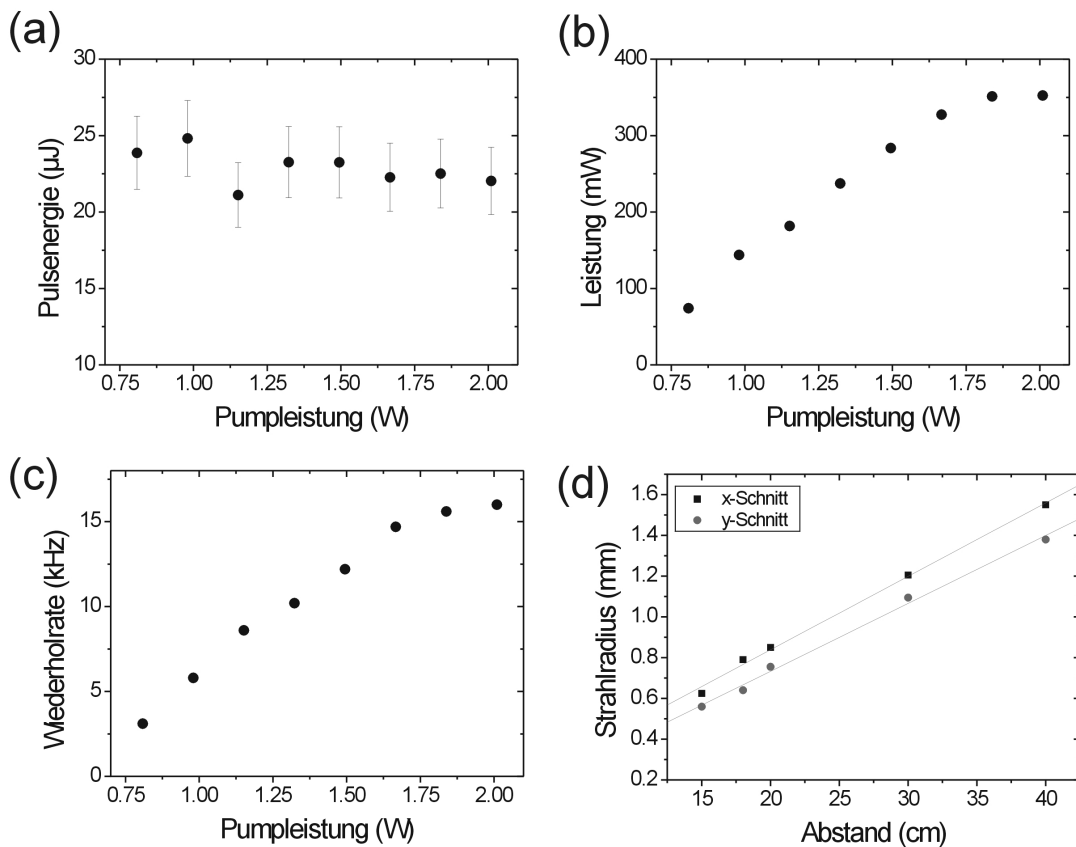 (a)
30
25
20
15
10
Pulsenergie (µJ)
0.75 1.00 1.25 1.50 1.75 2.00
Pumpleistung (W)
(b)
400
300
200
100
0
Leistung (mW)
0.75 1.00 1.25 1.50 1.75 2.00
Pumpleistung (W)
(c)
15
10
5
0
Wiederholrate (kHz)
0.75 1.00 1.25 1.50 1.75 2.00
Pumpleistung (W)
(d)
x-Schnitt
y-Schnitt
1.6
1.4
1.2
1.0
0.8
0.6
0.4
0.2
Strahlradius (mm)
15 20 25 30 35 40
Abstand (cm)